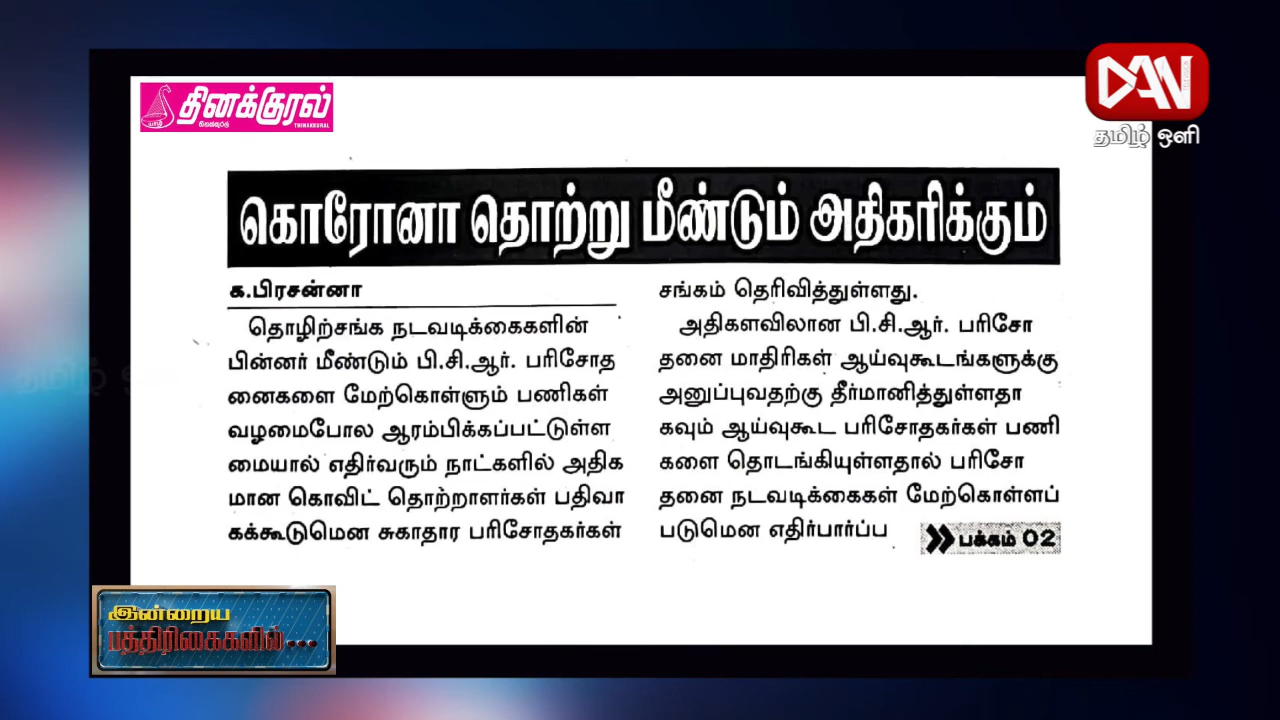 தினக்குரல்
யாழ்
THINAKKURAL
DAN
தமிழ் ஒளி
கொரோனா தொற்று மீண்டும் அதிகரிக்கும்
க.பிரசன்னா
தொழிற்சங்க நடவடிக்கைகளின்
பின்னர் மீண்டும் பி.சி.ஆர். பரிசோத
னைகளை மேற்கொள்ளும் பணிகள்
வழமைபோல ஆரம்பிக்கப்பட்டுள்ள
மையால் எதிர்வரும் நாட்களில் அதிக
மான கொவிட் தொற்றாளர்கள் பதிவா
கக்கூடுமென சுகாதார பரிசோதகர்கள்
சங்கம் தெரிவித்துள்ளது.
அதிகளவிலான பி.சி.ஆர். பரிசோ
தனை மாதிரிகள் ஆய்வுகூடங்களுக்கு
அனுப்புவதற்கு தீர்மானித்துள்ளதா
கவும் ஆய்வுகூட பரிசோதகர்கள் பணி
களை தொடங்கியுள்ளதால் பரிசோ
தனை நடவடிக்கைகள் மேற்கொள்ளப்
படுமென எதிர்பார்ப்ப
பக்கம் 02
தமிழ் ஒளி
இன்றைய
பத்திரிகைகளில்...